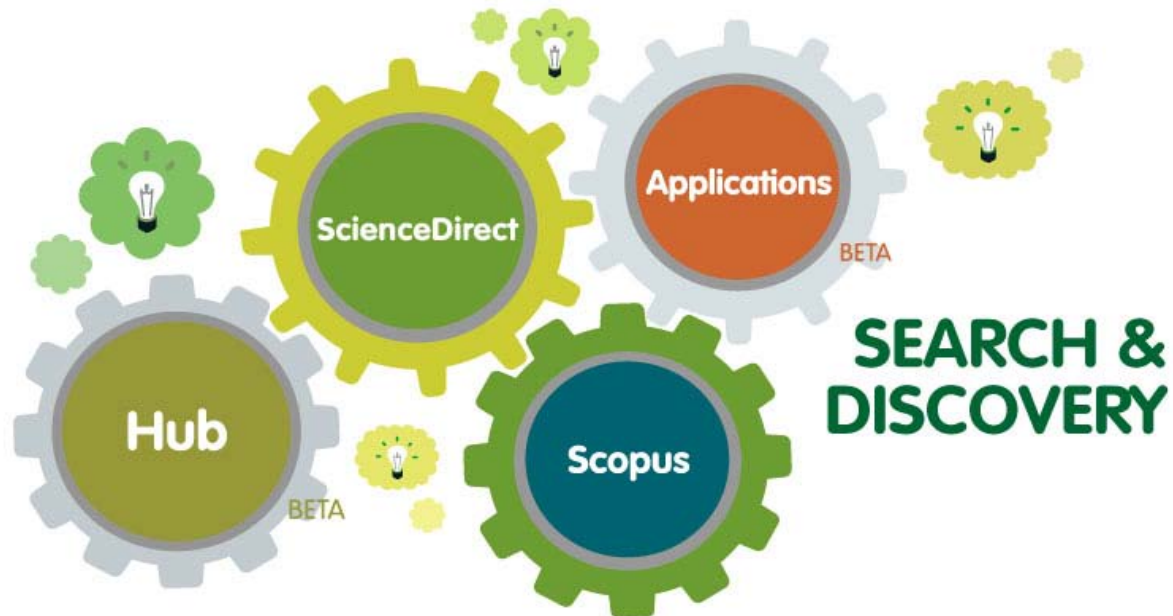 ScienceDirect
Applications
BETA
Hub
BETA
Scopus
SEARCH &
DISCOVERY